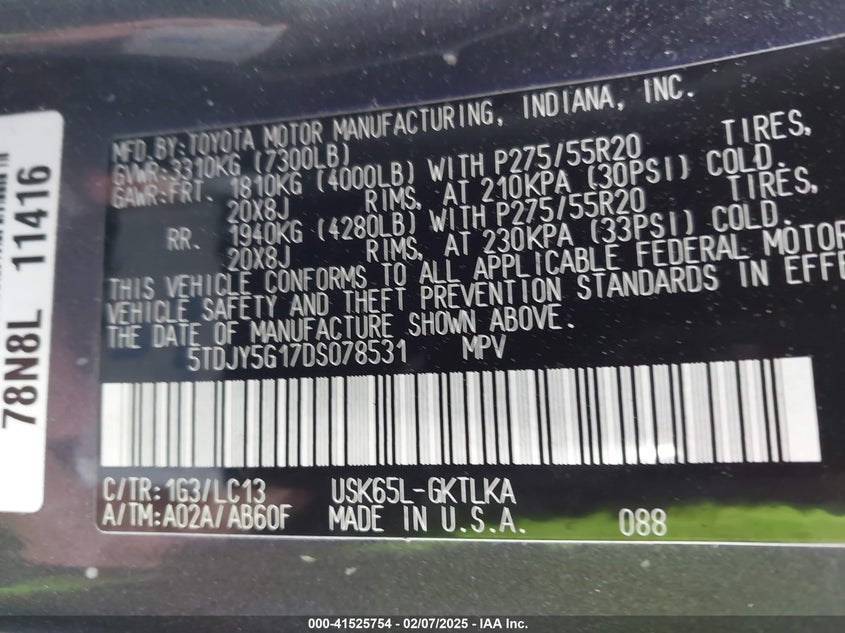 MFD. BY: TOYOTA MOTOR MANUFACTURING, INDIANA, INC.
GVWR: 3310KG (7300LB)
GAWR: FRT. 1810KG (4000LB) WITH P275/55R20 TIRES,
20X8J RIMS, AT 210KPA (30PSI) COLD.
RR. 1940KG (4280LB) WITH P275/55R20 TIRES,
20X8J RIMS, AT 230KPA (33PSI) COLD.
THIS VEHICLE CONFORMS TO ALL APPLICABLE FEDERAL MOTOR
VEHICLE SAFETY AND THEFT PREVENTION STANDARDS IN EFFE
THE DATE OF MANUFACTURE SHOWN ABOVE.
5TDJY5G17DS078531 MPV
C/TR: 1G3/LC13 USK65L-GKTLKA
A/TM: A02A/AB60F MADE IN U.S.A. 088
78N8L 11416
000-41525754 - 02/07/2025 - IAA Inc.